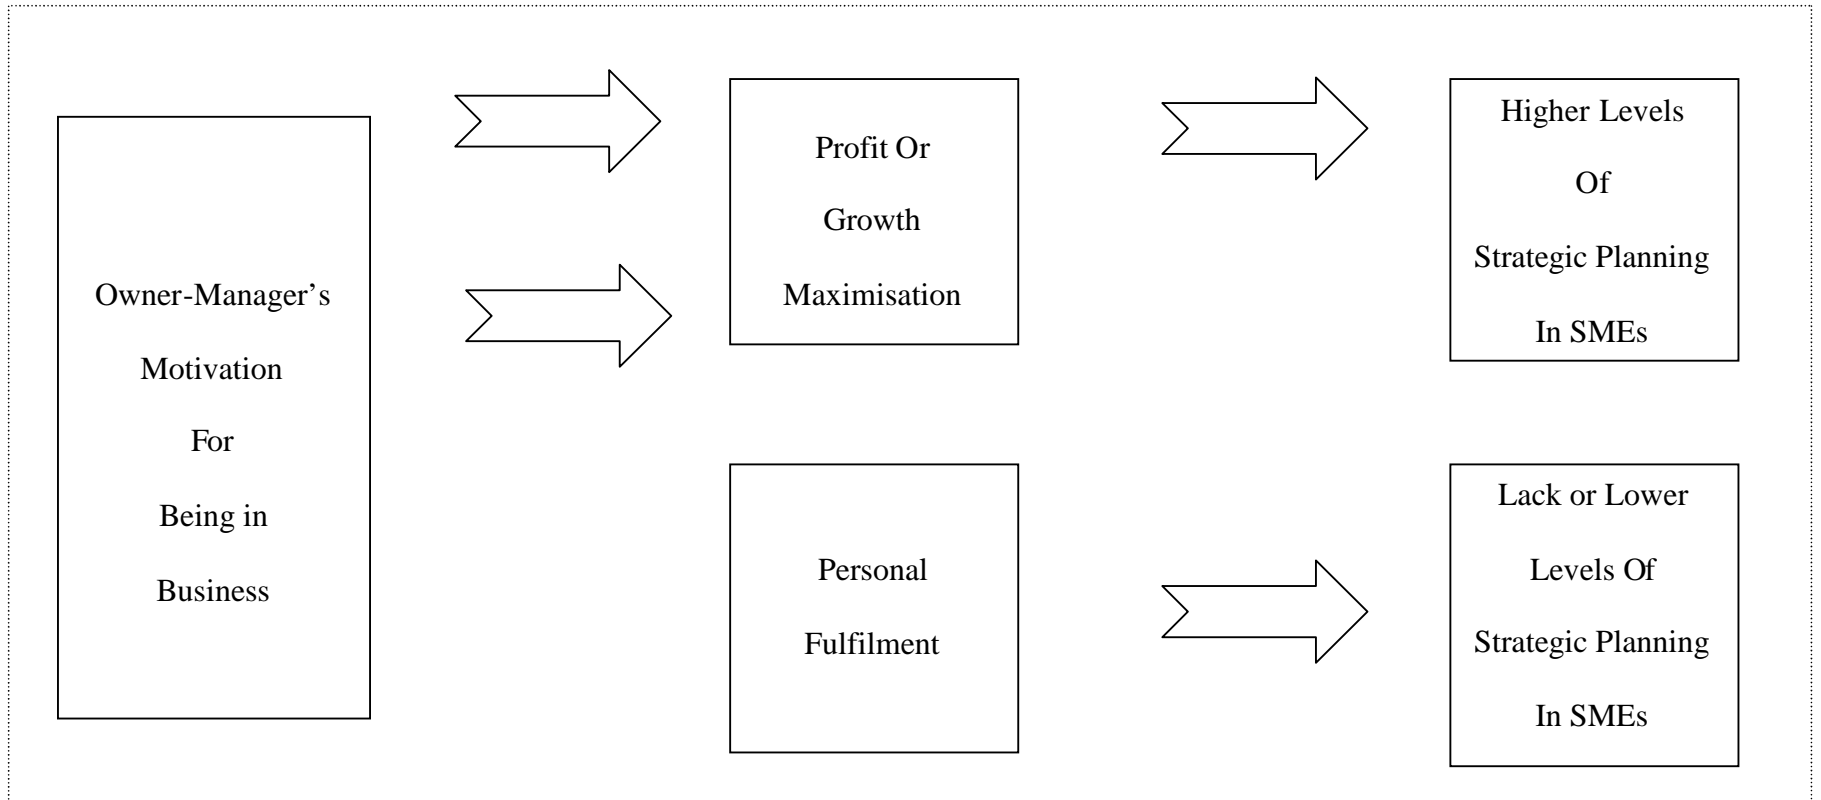 Owner-Manager’s
Motivation
For
Being in
Business
Profit Or
Growth
Maximisation
Higher Levels
Of
Strategic Planning
In SMEs
Personal
Fulfilment
Lack or Lower
Levels Of
Strategic Planning
In SMEs